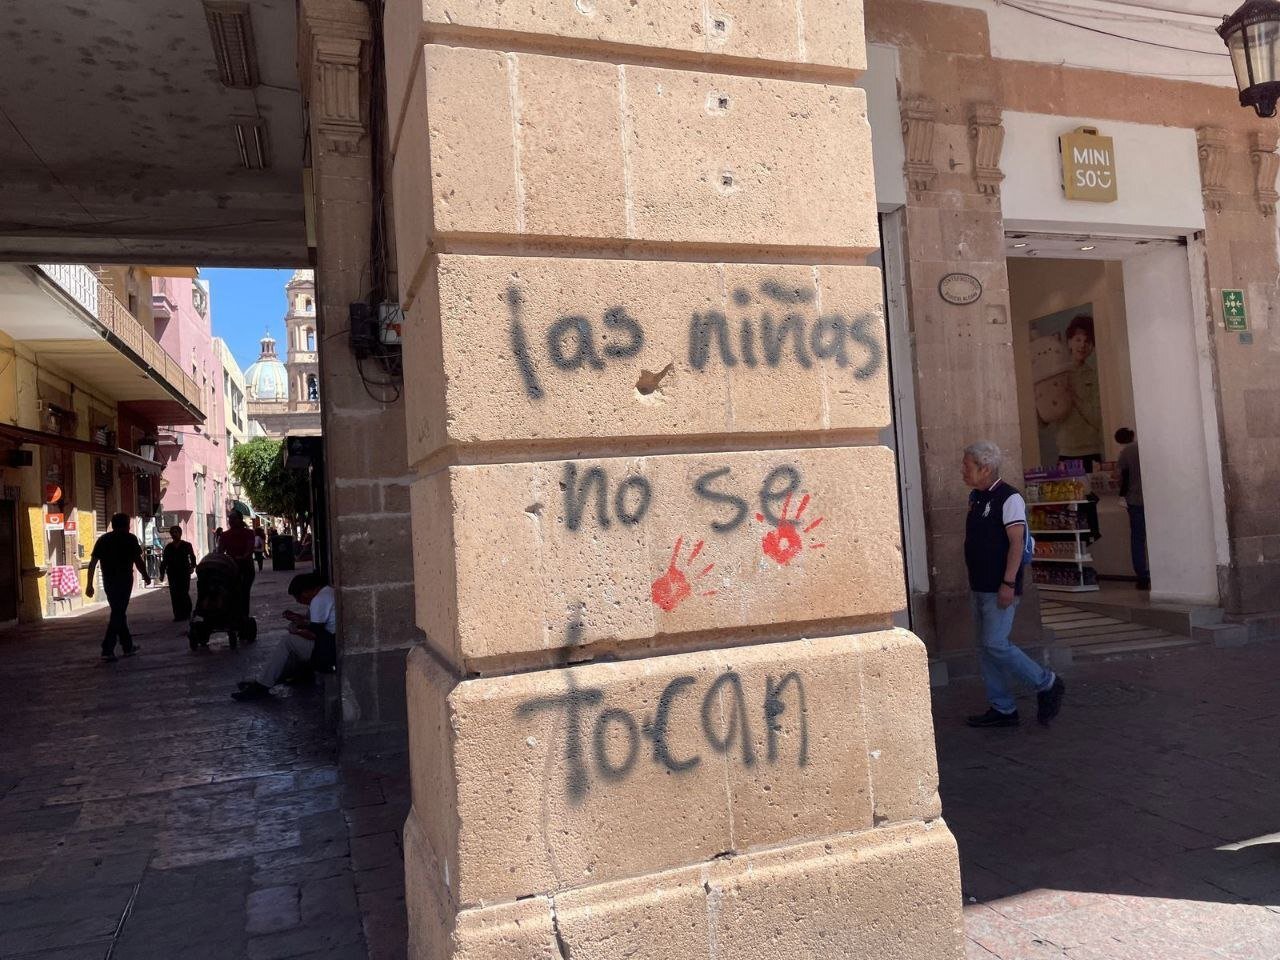 MINI
SO
las niñas
no se
tocan